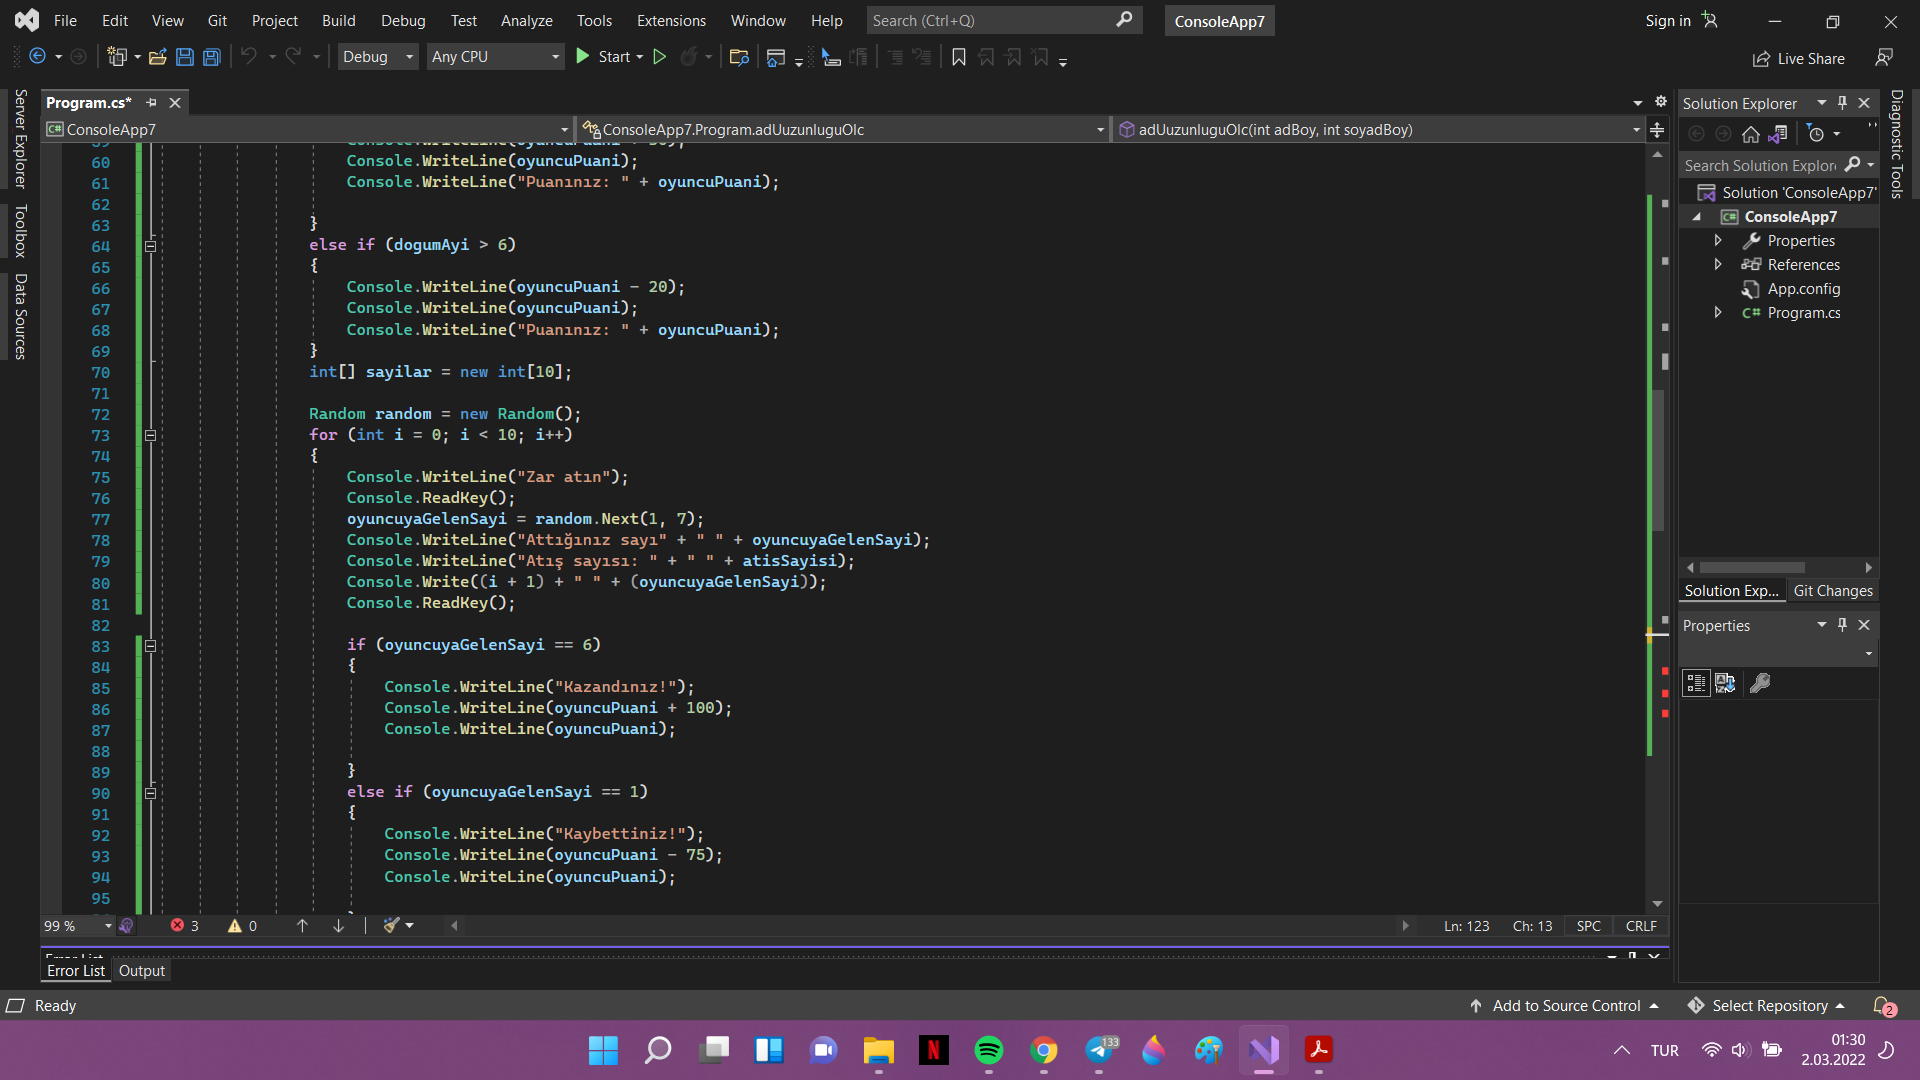 File Edit View Git Project Build Debug Test Analyze Tools Extensions Window Help Search (Ctrl+Q) ConsoleApp7 Sign in
Debug Any CPU Start Live Share
Server Explorer
Toolbox
Data Sources
Program.cs*
ConsoleApp7 ConsoleApp7.Program.adUuzunluguOlc adUuzunluguOlc(int adBoy, int soyadBoy)
60 Console.WriteLine(oyuncuPuani);
61 Console.WriteLine("Puanınız: " + oyuncuPuani);
62
63 }
64 else if (dogumAyi > 6)
65 {
66 Console.WriteLine(oyuncuPuani - 20);
67 Console.WriteLine(oyuncuPuani);
68 Console.WriteLine("Puanınız: " + oyuncuPuani);
69 }
70 int[] sayilar = new int[10];
71
72 Random random = new Random();
73 for (int i = 0; i < 10; i++)
74 {
75 Console.WriteLine("Zar atın");
76 Console.ReadKey();
77 oyuncuyaGelenSayi = random.Next(1, 7);
78 Console.WriteLine("Attığınız sayı" + " " + oyuncuyaGelenSayi);
79 Console.WriteLine("Atış sayısı: " + " " + atisSayisi);
80 Console.Write((i + 1) + " " + (oyuncuyaGelenSayi));
81 Console.ReadKey();
82
83 if (oyuncuyaGelenSayi == 6)
84 {
85 Console.WriteLine("Kazandınız!");
86 Console.WriteLine(oyuncuPuani + 100);
87 Console.WriteLine(oyuncuPuani);
88
89 }
90 else if (oyuncuyaGelenSayi == 1)
91 {
92 Console.WriteLine("Kaybettiniz!");
93 Console.WriteLine(oyuncuPuani - 75);
94 Console.WriteLine(oyuncuPuani);
95
99 % 3 0 Ln: 123 Ch: 13 SPC CRLF
Error List
Error List Output
Solution Explorer
Search Solution Explor
Solution 'ConsoleApp7'
ConsoleApp7
Properties
References
App.config
C# Program.cs
Solution Exp... Git Changes
Properties
Diagnostic Tools
Ready Add to Source Control Select Repository 2
133
TUR 01:30
2.03.2022